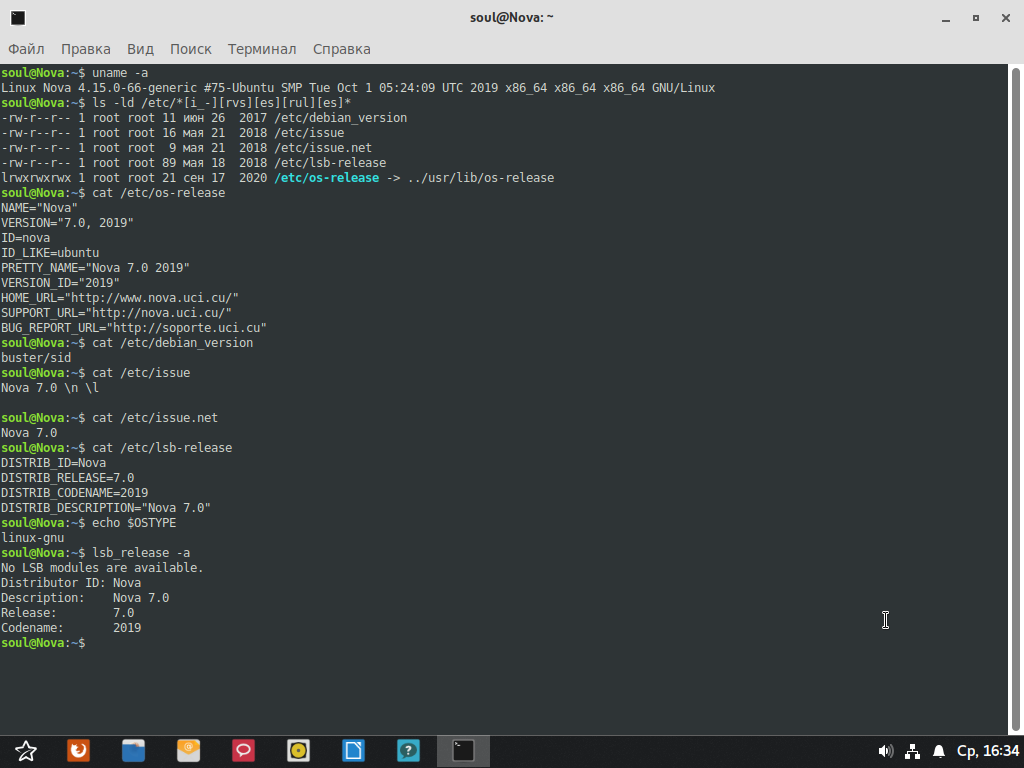 soul@Nova: ~
Файл Правка Вид Поиск Терминал Справка
soul@Nova:~$ uname -a
Linux Nova 4.15.0-66-generic #75-Ubuntu SMP Tue Oct 1 05:24:09 UTC 2019 x86_64 x86_64 x86_64 GNU/Linux
soul@Nova:~$ ls -ld /etc/*[i_-][rvs][es][rul][es]*
-rw-r--r-- 1 root root 11 июн 26  2017 /etc/debian_version
-rw-r--r-- 1 root root 16 мая 21  2018 /etc/issue
-rw-r--r-- 1 root root  9 мая 21  2018 /etc/issue.net
-rw-r--r-- 1 root root 89 мая 18  2018 /etc/lsb-release
lrwxrwxrwx 1 root root 21 сен 17  2020 /etc/os-release -> ../usr/lib/os-release
soul@Nova:~$ cat /etc/os-release
NAME="Nova"
VERSION="7.0, 2019"
ID=nova
ID_LIKE=ubuntu
PRETTY_NAME="Nova 7.0 2019"
VERSION_ID="2019"
HOME_URL="http://www.nova.uci.cu/"
SUPPORT_URL="http://nova.uci.cu/"
BUG_REPORT_URL="http://soporte.uci.cu"
soul@Nova:~$ cat /etc/debian_version
buster/sid
soul@Nova:~$ cat /etc/issue
Nova 7.0 \n \l
soul@Nova:~$ cat /etc/issue.net
Nova 7.0
soul@Nova:~$ cat /etc/lsb-release
DISTRIB_ID=Nova
DISTRIB_RELEASE=7.0
DISTRIB_CODENAME=2019
DISTRIB_DESCRIPTION="Nova 7.0"
soul@Nova:~$ echo $OSTYPE
linux-gnu
soul@Nova:~$ lsb_release -a
No LSB modules are available.
Distributor ID: Nova
Description:    Nova 7.0
Release:        7.0
Codename:       2019
soul@Nova:~$
Ср, 16:34